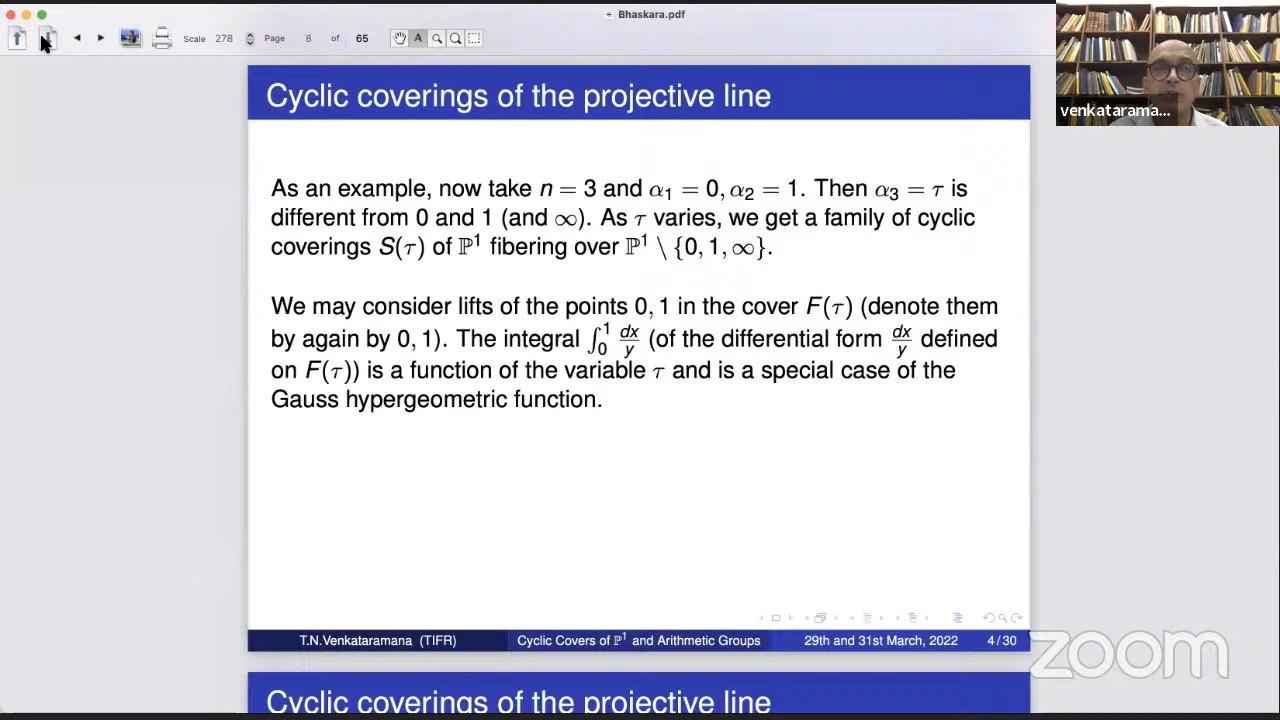 Bhaskara.pdf
Scale 278 Page 8 of 65
venkatarama...
Cyclic coverings of the projective line
As an example, now take n = 3 and α₁ = 0, α₂ = 1. Then α₃ = τ is
different from 0 and 1 (and ∞). As τ varies, we get a family of cyclic
coverings S(τ) of ℙ¹ fibering over ℙ¹ \ {0, 1, ∞}.
We may consider lifts of the points 0, 1 in the cover F(τ) (denote them
by again by 0, 1). The integral ∫₀¹ dx/y (of the differential form dx/y defined
on F(τ)) is a function of the variable τ and is a special case of the
Gauss hypergeometric function.
T.N.Venkataramana (TIFR) Cyclic Covers of ℙ¹ and Arithmetic Groups 29th and 31st March, 2022 4/30
zoom
Cyclic coverings of the projective line